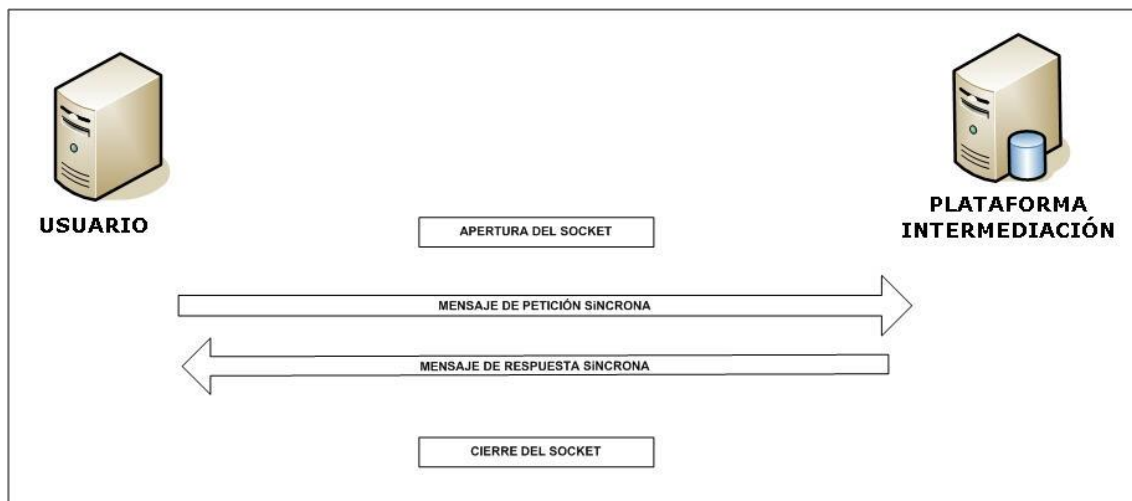 USUARIO
PLATAFORMA
INTERMEDIACIÓN
APERTURA DEL SOCKET
MENSAJE DE PETICIÓN SíNCRONA
MENSAJE DE RESPUESTA SíNCRONA
CIERRE DEL SOCKET